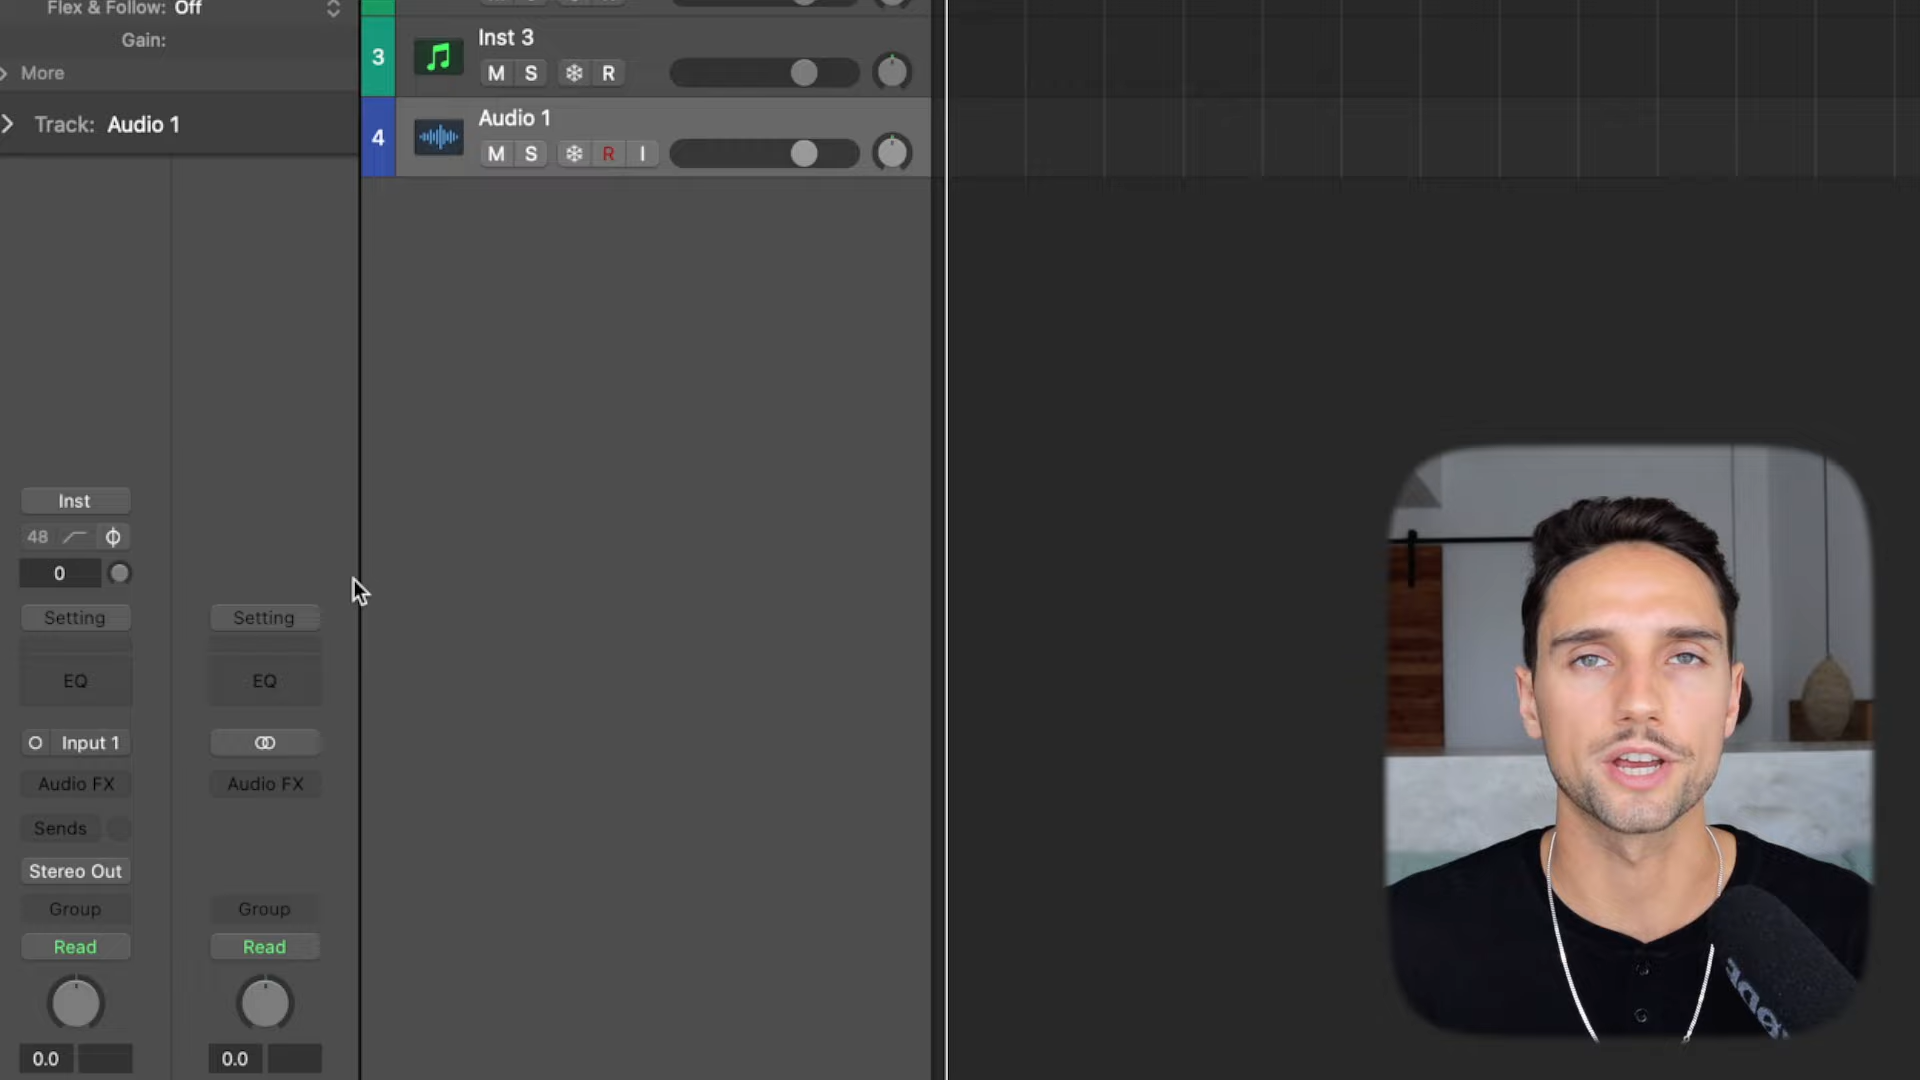 Flex & Follow: Off
Gain:
More
Track: Audio 1
3
Inst 3
M S R
4
Audio 1
M S R I
Inst
48
0
Setting
Setting
EQ
EQ
Input 1
Audio FX
Audio FX
Sends
Stereo Out
Group
Group
Read
Read
0.0
0.0
RODE